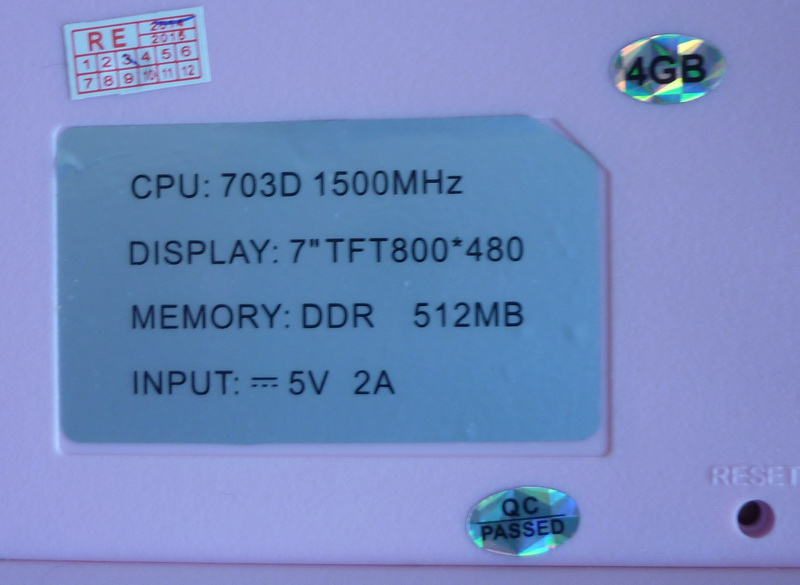 RE
2014
2015
1 2 3 4 5 6
7 8 9 10 11 12
4GB
CPU: 703D 1500MHz
DISPLAY: 7"TFT800*480
MEMORY: DDR 512MB
INPUT: ⎓ 5V 2A
RESET
QC
PASSED